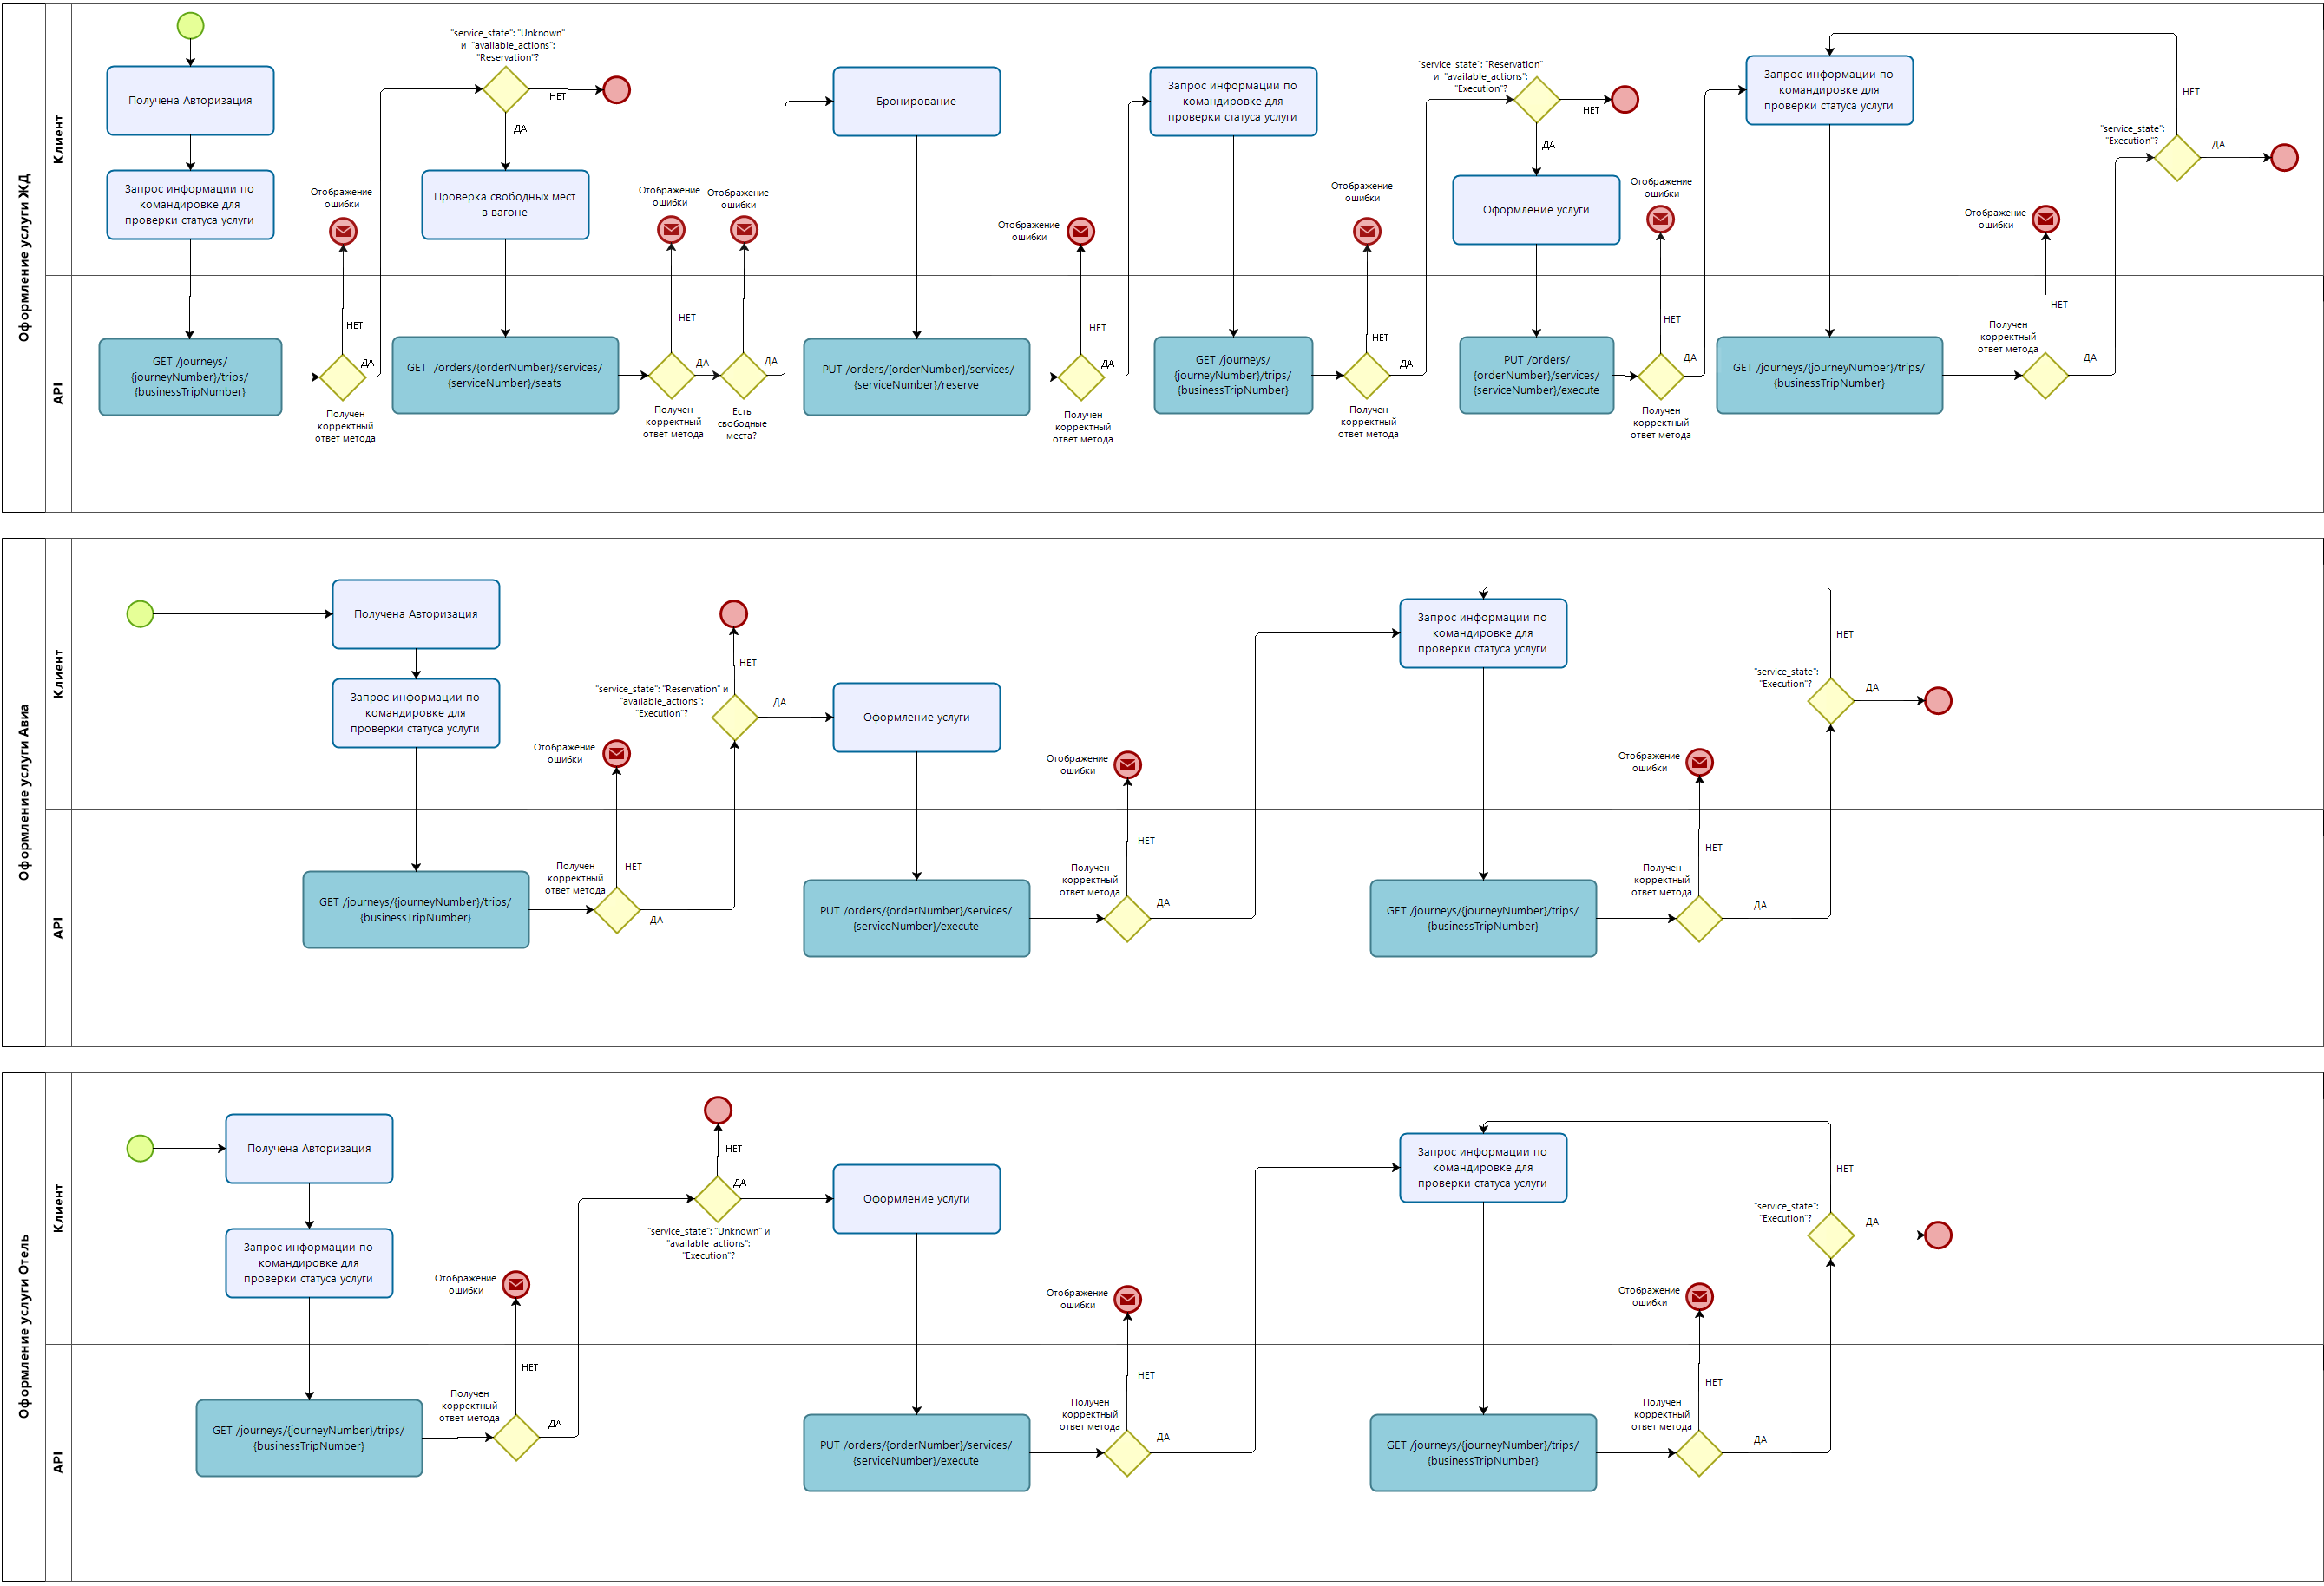 Оформление услуги ЖД
Клиент
API
Получена Авторизация
Запрос информации по
командировке для
проверки статуса услуги
GET /journeys/
{journeyNumber}/trips/
{businessTripNumber}
Отображение
ошибки
НЕТ
ДА
Получен
корректный
ответ метода
"service_state": "Unknown"
и "available_actions":
"Reservation"?
НЕТ
ДА
Проверка свободных мест
в вагоне
GET /orders/{orderNumber}/services/
{serviceNumber}/seats
Отображение
ошибки
НЕТ
ДА
Получен
корректный
ответ метода
Отображение
ошибки
ДА
Есть
свободные
места?
Бронирование
PUT /orders/{orderNumber}/services/
{serviceNumber}/reserve
Отображение
ошибки
НЕТ
ДА
Получен
корректный
ответ метода
Запрос информации по
командировке для
проверки статуса услуги
GET /journeys/
{journeyNumber}/trips/
{businessTripNumber}
Отображение
ошибки
НЕТ
ДА
Получен
корректный
ответ метода
"service_state": "Reservation"
и "available_actions":
"Execution"?
НЕТ
ДА
Оформление услуги
PUT /orders/
{orderNumber}/services/
{serviceNumber}/execute
Отображение
ошибки
НЕТ
ДА
Получен
корректный
ответ метода
Запрос информации по
командировке для
проверки статуса услуги
GET /journeys/{journeyNumber}/trips/
{businessTripNumber}
Отображение
ошибки
НЕТ
Получен
корректный
ответ метода
ДА
"service_state":
"Execution"?
НЕТ
ДА
Оформление услуги Авиа
Клиент
API
Получена Авторизация
Запрос информации по
командировке для
проверки статуса услуги
GET /journeys/{journeyNumber}/trips/
{businessTripNumber}
Получен
корректный
ответ метода
Отображение
ошибки
НЕТ
ДА
"service_state": "Reservation" и
"available_actions":
"Execution"?
НЕТ
ДА
Оформление услуги
PUT /orders/{orderNumber}/services/
{serviceNumber}/execute
Отображение
ошибки
НЕТ
Получен
корректный
ответ метода
ДА
Запрос информации по
командировке для
проверки статуса услуги
GET /journeys/{journeyNumber}/trips/
{businessTripNumber}
Отображение
ошибки
НЕТ
Получен
корректный
ответ метода
ДА
"service_state":
"Execution"?
НЕТ
ДА
Оформление услуги Отель
Клиент
API
Получена Авторизация
Запрос информации по
командировке для
проверки статуса услуги
GET /journeys/{journeyNumber}/trips/
{businessTripNumber}
Отображение
ошибки
НЕТ
Получен
корректный
ответ метода
ДА
НЕТ
ДА
"service_state": "Unknown" и
"available_actions":
"Execution"?
Оформление услуги
PUT /orders/{orderNumber}/services/
{serviceNumber}/execute
Отображение
ошибки
НЕТ
Получен
корректный
ответ метода
ДА
Запрос информации по
командировке для
проверки статуса услуги
GET /journeys/{journeyNumber}/trips/
{businessTripNumber}
Отображение
ошибки
НЕТ
Получен
корректный
ответ метода
ДА
"service_state":
"Execution"?
НЕТ
ДА